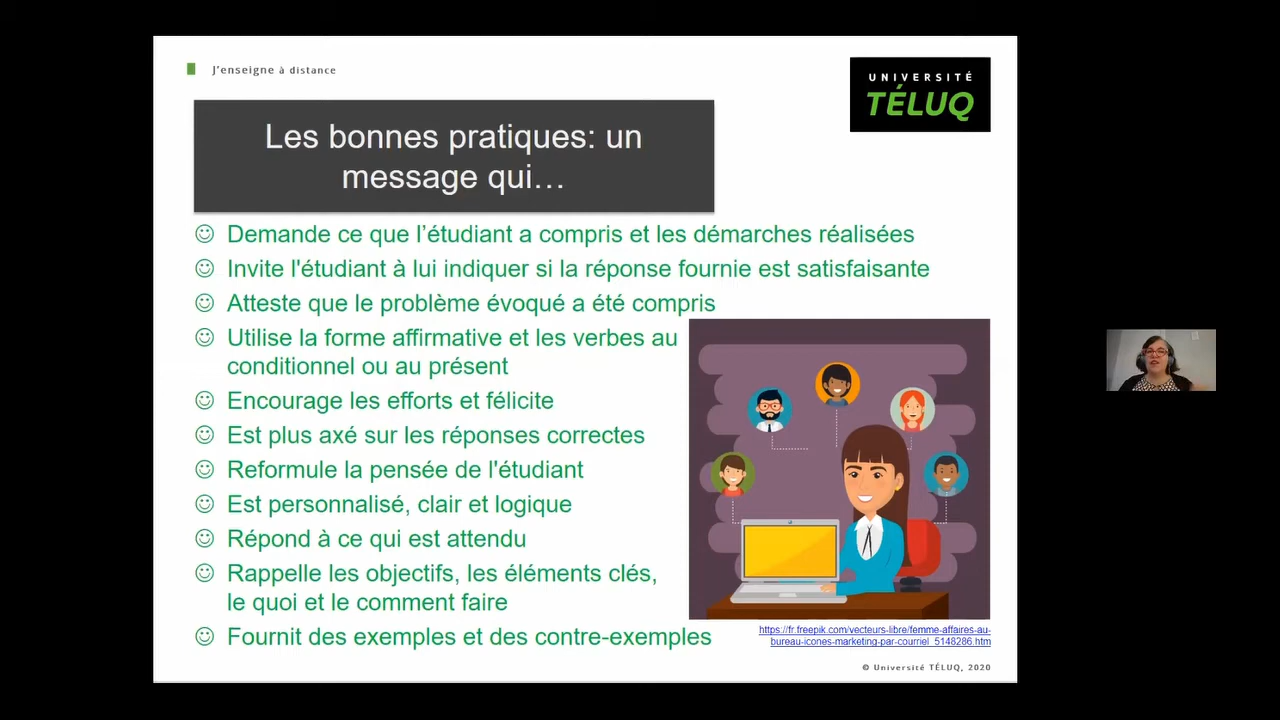 J'enseigne à distance
UNIVERSITÉ
TÉLUQ
Les bonnes pratiques: un
message qui…
Demande ce que l’étudiant a compris et les démarches réalisées
Invite l'étudiant à lui indiquer si la réponse fournie est satisfaisante
Atteste que le problème évoqué a été compris
Utilise la forme affirmative et les verbes au
conditionnel ou au présent
Encourage les efforts et félicite
Est plus axé sur les réponses correctes
Reformule la pensée de l'étudiant
Est personnalisé, clair et logique
Répond à ce qui est attendu
Rappelle les objectifs, les éléments clés,
le quoi et le comment faire
Fournit des exemples et des contre-exemples
https://fr.freepik.com/vecteurs-libre/femme-affaires-au-
bureau-icones-marketing-par-courriel_5148286.htm
© Université TÉLUQ, 2020